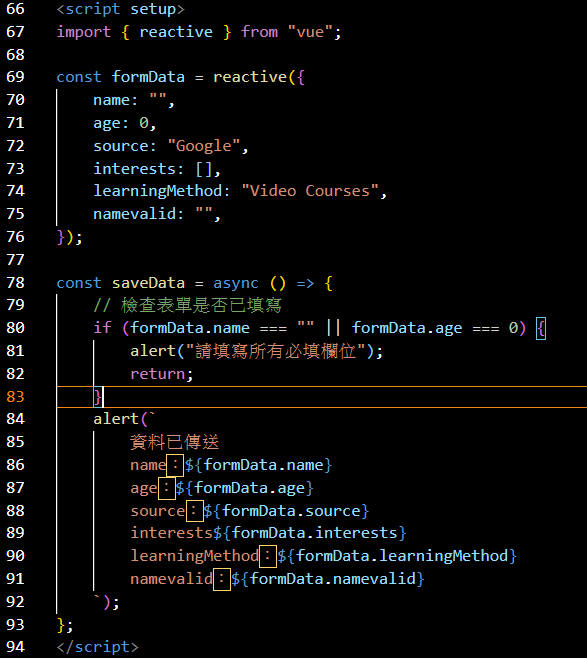 66 <script setup>
67 import { reactive } from "vue";
68
69 const formData = reactive({
70     name: "",
71     age: 0,
72     source: "Google",
73     interests: [],
74     learningMethod: "Video Courses",
75     namevalid: "",
76 });
77
78 const saveData = async () => {
79     // 檢查表單是否已填寫
80     if (formData.name === "" || formData.age === 0) {
81         alert("請填寫所有必填欄位");
82         return;
83     }
84     alert(`
85         資料已傳送
86         name：${formData.name}
87         age：${formData.age}
88         source：${formData.source}
89         interests${formData.interests}
90         learningMethod：${formData.learningMethod}
91         namevalid：${formData.namevalid}
92     `);
93 };
94 </script>